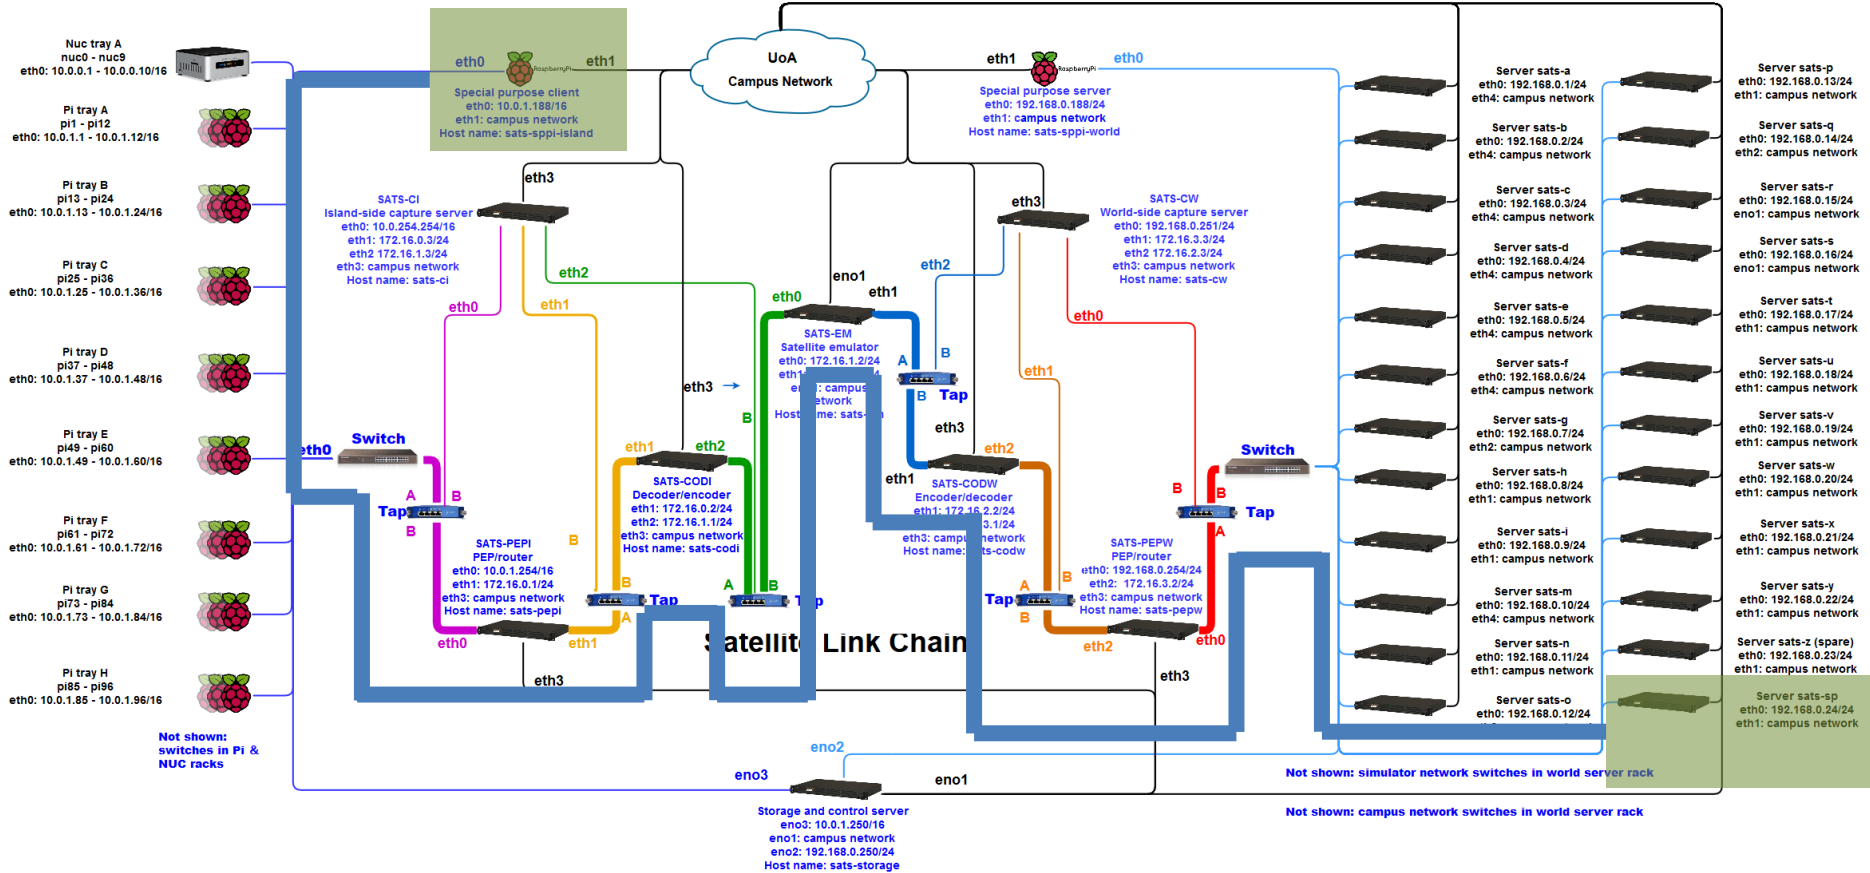 Nuc tray A
nuc0 - nuc9
eth0: 10.0.0.1 - 10.0.0.10/16
Pi tray A
pi1 - pi12
eth0: 10.0.1.1 - 10.0.1.12/16
Pi tray B
pi13 - pi24
eth0: 10.0.1.13 - 10.0.1.24/16
Pi tray C
pi25 - pi36
eth0: 10.0.1.25 - 10.0.1.36/16
Pi tray D
pi37 - pi48
eth0: 10.0.1.37 - 10.0.1.48/16
Pi tray E
pi49 - pi60
eth0: 10.0.1.49 - 10.0.1.60/16
Pi tray F
pi61 - pi72
eth0: 10.0.1.61 - 10.0.1.72/16
Pi tray G
pi73 - pi84
eth0: 10.0.1.73 - 10.0.1.84/16
Pi tray H
pi85 - pi96
eth0: 10.0.1.85 - 10.0.1.96/16
Not shown:
switches in Pi &
NUC racks
eth0
RaspberryPi
eth1
Special purpose client
eth0: 10.0.1.188/16
eth1: campus network
Host name: sats-sppi-island
UoA
Campus Network
eth1
RaspberryPi
eth0
Special purpose server
eth0: 192.168.0.188/24
eth1: campus network
Host name: sats-sppi-world
eth3
SATS-CI
Island-side capture server
eth0: 10.0.254.254/16
eth1: 172.16.0.3/24
eth2 172.16.1.3/24
eth3: campus network
Host name: sats-ci
eth2
eth0
eth1
eth3
SATS-CW
World-side capture server
eth0: 192.168.0.251/24
eth1: 172.16.3.3/24
eth2 172.16.2.3/24
eth3: campus network
Host name: sats-cw
eth2
eth0
eth1
eno1
eth0
eth1
SATS-EM
Satellite emulator
eth0: 172.16.1.2/24
eth3
B
A
B
B
Tap
eth0
Switch
A
B
Tap
B
SATS-PEPI
PEP/router
eth0: 10.0.1.254/16
eth1: 172.16.0.1/24
eth3: campus network
Host name: sats-pepi
eth0
eth1
eth3
B
B
A
Tap
eth1
eth2
SATS-CODI
Decoder/encoder
eth1: 172.16.0.2/24
eth2: 172.16.1.1/24
eth3: campus network
Host name: sats-codi
A
B
eth3
eth2
eth1
SATS-CODW
Encoder/decoder
eth1: 172.16.2.2/24
3.1/24
eth3: campus network
Tap
A
B
B
SATS-PEPW
PEP/router
eth0: 192.168.0.254/24
eth2: 172.16.3.2/24
eth3: campus network
Host name: sats-pepw
eth2
eth0
eth3
Switch
B
B
Tap
A
Satellite Link Chain
eno2
eno3
eno1
Storage and control server
eno3: 10.0.1.250/16
eno1: campus network
eno2: 192.168.0.250/24
Host name: sats-storage
Server sats-a
eth0: 192.168.0.1/24
eth4: campus network
Server sats-b
eth0: 192.168.0.2/24
eth4: campus network
Server sats-c
eth0: 192.168.0.3/24
eth4: campus network
Server sats-d
eth0: 192.168.0.4/24
eth4: campus network
Server sats-e
eth0: 192.168.0.5/24
eth4: campus network
Server sats-f
eth0: 192.168.0.6/24
eth4: campus network
Server sats-g
eth0: 192.168.0.7/24
eth2: campus network
Server sats-h
eth0: 192.168.0.8/24
eth1: campus network
Server sats-i
eth0: 192.168.0.9/24
eth1: campus network
Server sats-m
eth0: 192.168.0.10/24
eth4: campus network
Server sats-n
eth0: 192.168.0.11/24
eth1: campus network
Server sats-o
eth0: 192.168.0.12/24
Server sats-p
eth0: 192.168.0.13/24
eth1: campus network
Server sats-q
eth0: 192.168.0.14/24
eth2: campus network
Server sats-r
eth0: 192.168.0.15/24
eno1: campus network
Server sats-s
eth0: 192.168.0.16/24
eno1: campus network
Server sats-t
eth0: 192.168.0.17/24
eth1: campus network
Server sats-u
eth0: 192.168.0.18/24
eth1: campus network
Server sats-v
eth0: 192.168.0.19/24
eth1: campus network
Server sats-w
eth0: 192.168.0.20/24
eth1: campus network
Server sats-x
eth0: 192.168.0.21/24
eth1: campus network
Server sats-y
eth0: 192.168.0.22/24
eth1: campus network
Server sats-z (spare)
eth0: 192.168.0.23/24
eth1: campus network
Server sats-sp
eth0: 192.168.0.24/24
eth1: campus network
Not shown: simulator network switches in world server rack
Not shown: campus network switches in world server rack